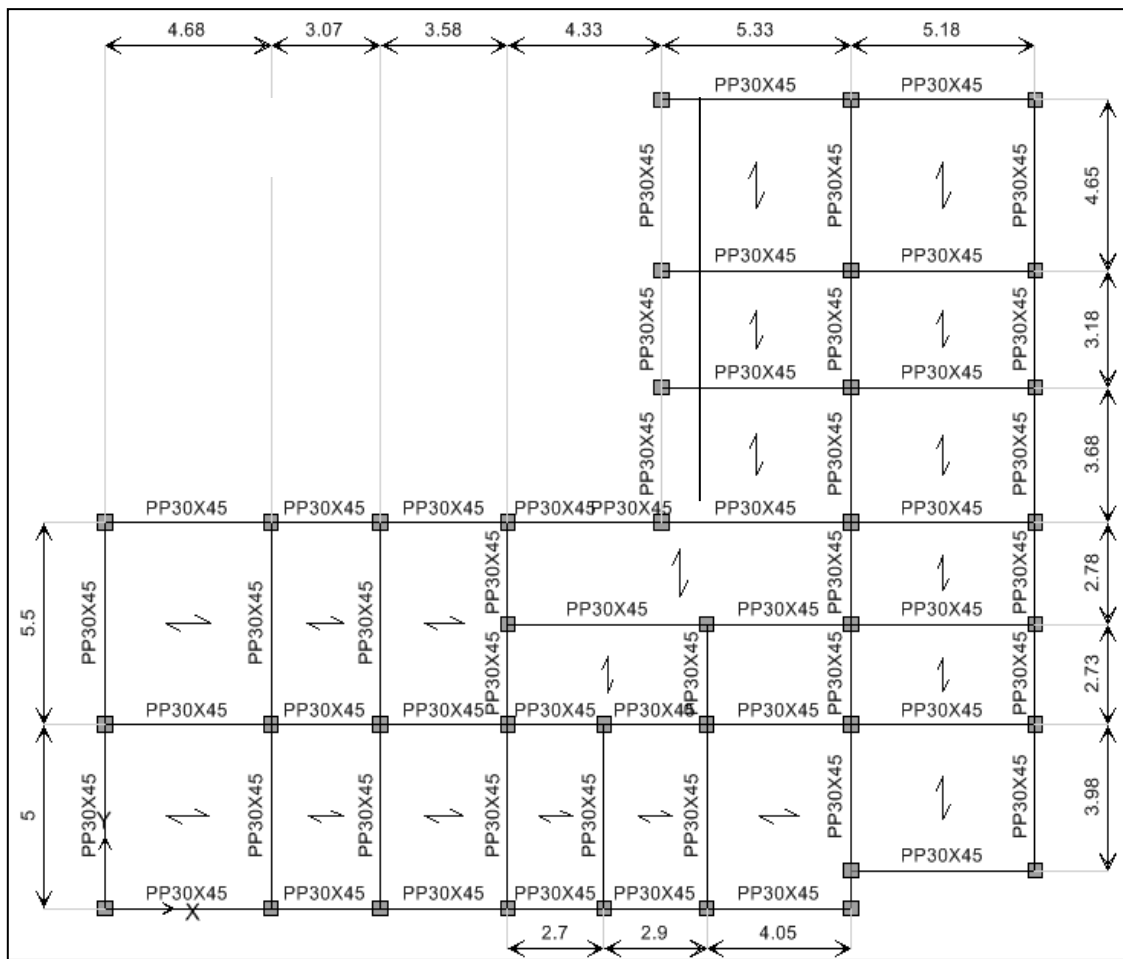 4.68 3.07 3.58 4.33 5.33 5.18
PP30X45 PP30X45
PP30X45 PP30X45 PP30X45 4.65
PP30X45 PP30X45
PP30X45 PP30X45 PP30X45 3.18
PP30X45 PP30X45
PP30X45 PP30X45 PP30X45 3.68
PP30X45 PP30X45 PP30X45 PP30X45 PP30X45 PP30X45 PP30X45
PP30X45 PP30X45 PP30X45 2.78
5.5 PP30X45 PP30X45 PP30X45
PP30X45 PP30X45 PP30X45
PP30X45 PP30X45 PP30X45 PP30X45 2.73
PP30X45 PP30X45 PP30X45 PP30X45 PP30X45 PP30X45 PP30X45
5 PP30X45 PP30X45 PP30X45 PP30X45 PP30X45 PP30X45 PP30X45 PP30X45 3.98
Y
PP30X45
PP30X45 PP30X45 PP30X45 PP30X45 PP30X45 PP30X45
X
2.7 2.9 4.05